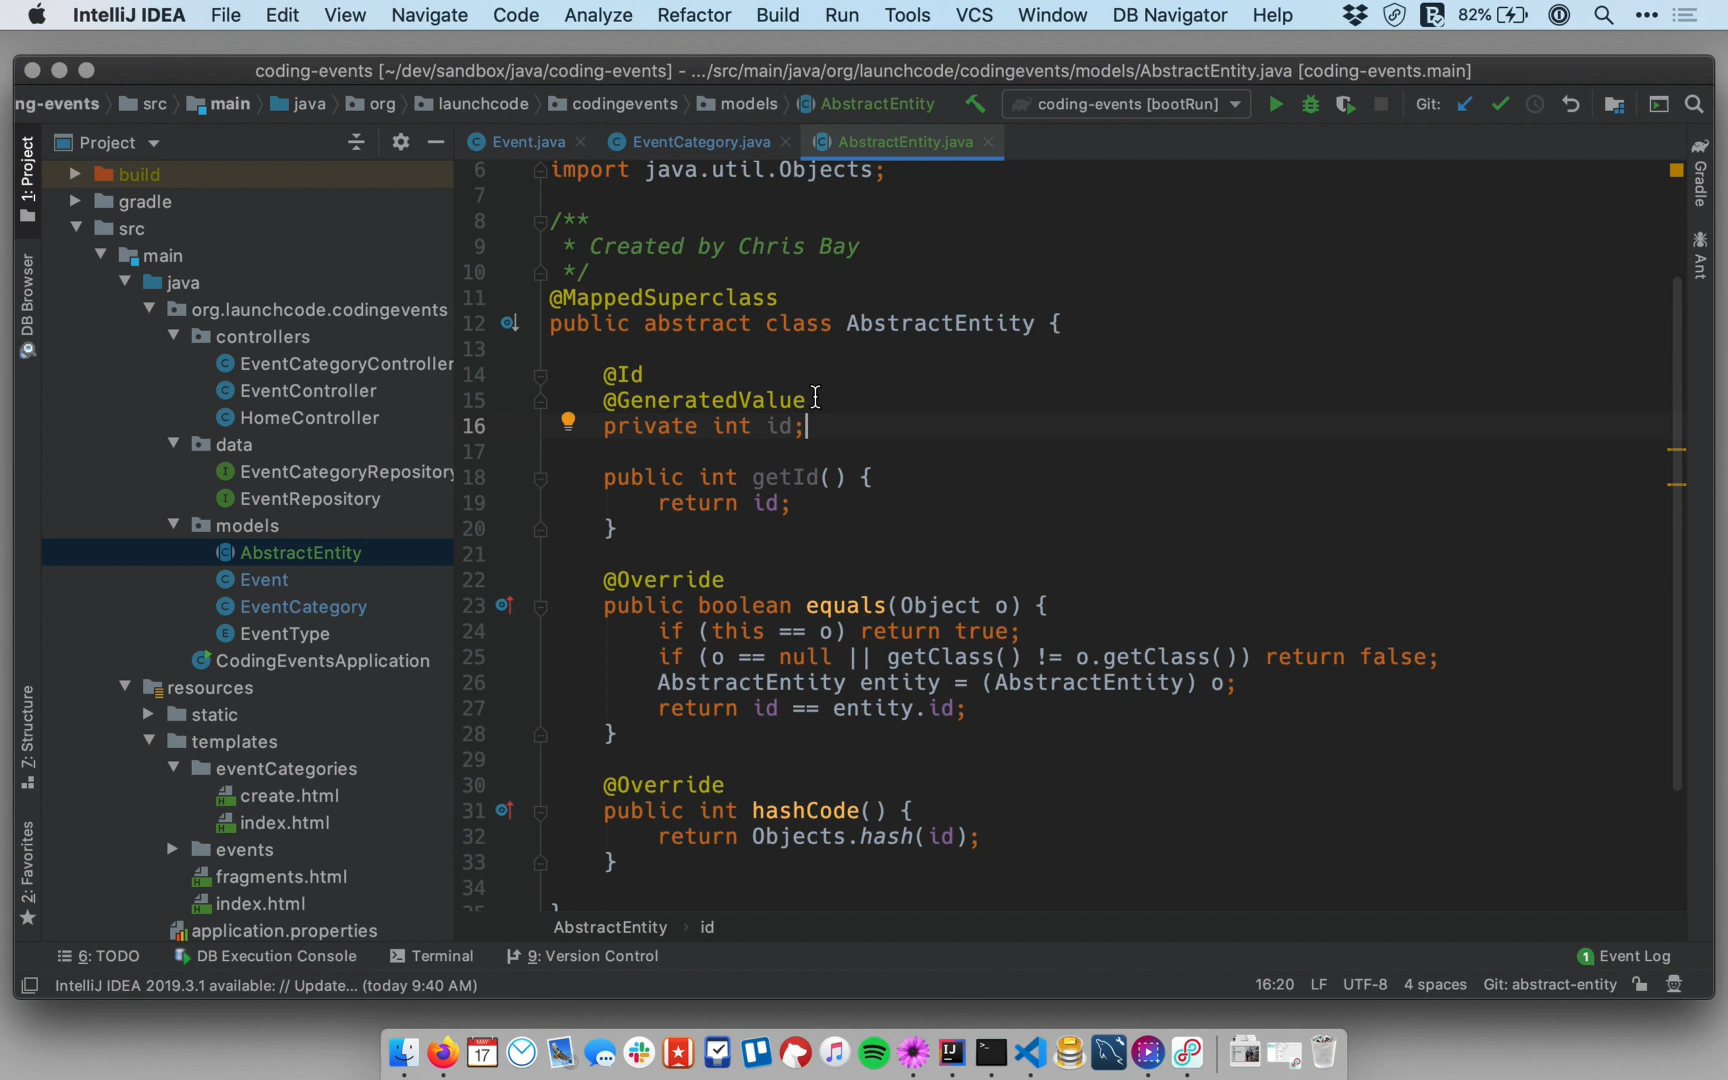 IntelliJ IDEA File Edit View Navigate Code Analyze Refactor Build Run Tools VCS Window DB Navigator Help 82%
coding-events [~/dev/sandbox/java/coding-events] - .../src/main/java/org/launchcode/codingevents/models/AbstractEntity.java [coding-events.main]
ng-events src main java org launchcode codingevents models AbstractEntity coding-events [bootRun] Git:
Project Event.java EventCategory.java AbstractEntity.java
1: Project
DB Browser
7: Structure
2: Favorites
build
gradle
src
main
java
org.launchcode.codingevents
controllers
EventCategoryController
EventController
HomeController
data
EventCategoryRepository
EventRepository
models
AbstractEntity
Event
EventCategory
EventType
CodingEventsApplication
resources
static
templates
eventCategories
create.html
index.html
events
fragments.html
index.html
application.properties
6 import java.util.Objects;
7
8 /**
9 * Created by Chris Bay
10 */
11 @MappedSuperclass
12 public abstract class AbstractEntity {
13
14 @Id
15 @GeneratedValue
16 private int id;
17
18 public int getId() {
19 return id;
20 }
21
22 @Override
23 public boolean equals(Object o) {
24 if (this == o) return true;
25 if (o == null || getClass() != o.getClass()) return false;
26 AbstractEntity entity = (AbstractEntity) o;
27 return id == entity.id;
28 }
29
30 @Override
31 public int hashCode() {
32 return Objects.hash(id);
33 }
34
35 }
AbstractEntity › id
Gradle
Ant
6: TODO DB Execution Console Terminal 9: Version Control 1 Event Log
IntelliJ IDEA 2019.3.1 available: // Update... (today 9:40 AM) 16:20 LF UTF-8 4 spaces Git: abstract-entity
MAY
17
IJ